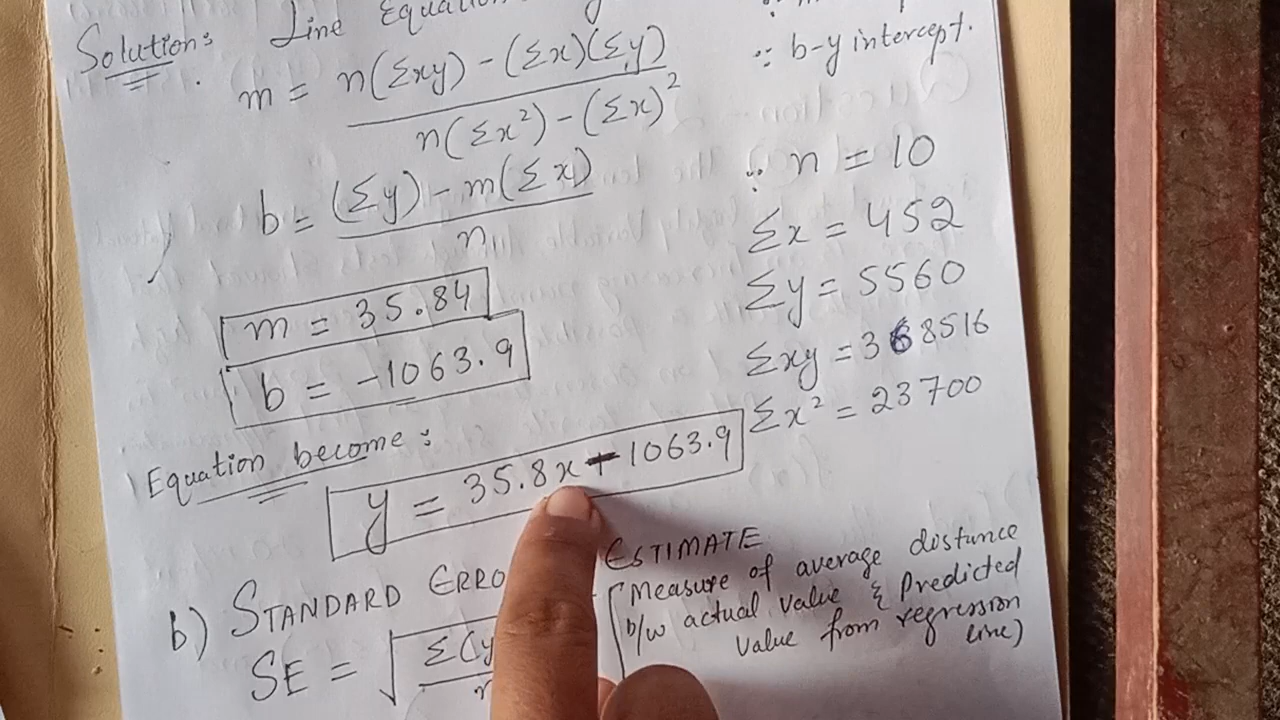 Solution: Line Equation
m = n(Σxy) - (Σx)(Σy) / n(Σx²) - (Σx)²
∵ b-y intercept.
b = (Σy) - m(Σx) / n
∵ n = 10
Σx = 452
Σy = 5560
Σxy = 368516
Σx² = 23700
m = 35.84
b = -1063.9
Equation become:
y = 35.8x - 1063.9
b) STANDARD ERRO
ESTIMATE
SE = √ Σ(y
(Measure of average distance
b/w actual value & Predicted
value from regression
line)